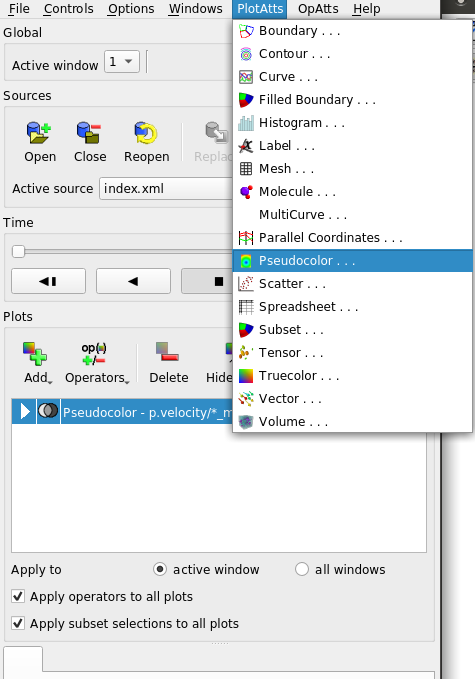 File Controls Options Windows PlotAtts OpAtts Help
Global
Active window 1
Sources
Open Close Reopen Replac
Active source index.xml
Time
Plots
Add Operators Delete Hide
Pseudocolor - p.velocity/*_m
Apply to active window all windows
Apply operators to all plots
Apply subset selections to all plots
Boundary . . .
Contour . . .
Curve . . .
Filled Boundary . . .
Histogram . . .
Label . . .
Mesh . . .
Molecule . . .
MultiCurve . . .
Parallel Coordinates . . .
Pseudocolor . . .
Scatter . . .
Spreadsheet . . .
Subset . . .
Tensor . . .
Truecolor . . .
Vector . . .
Volume . . .